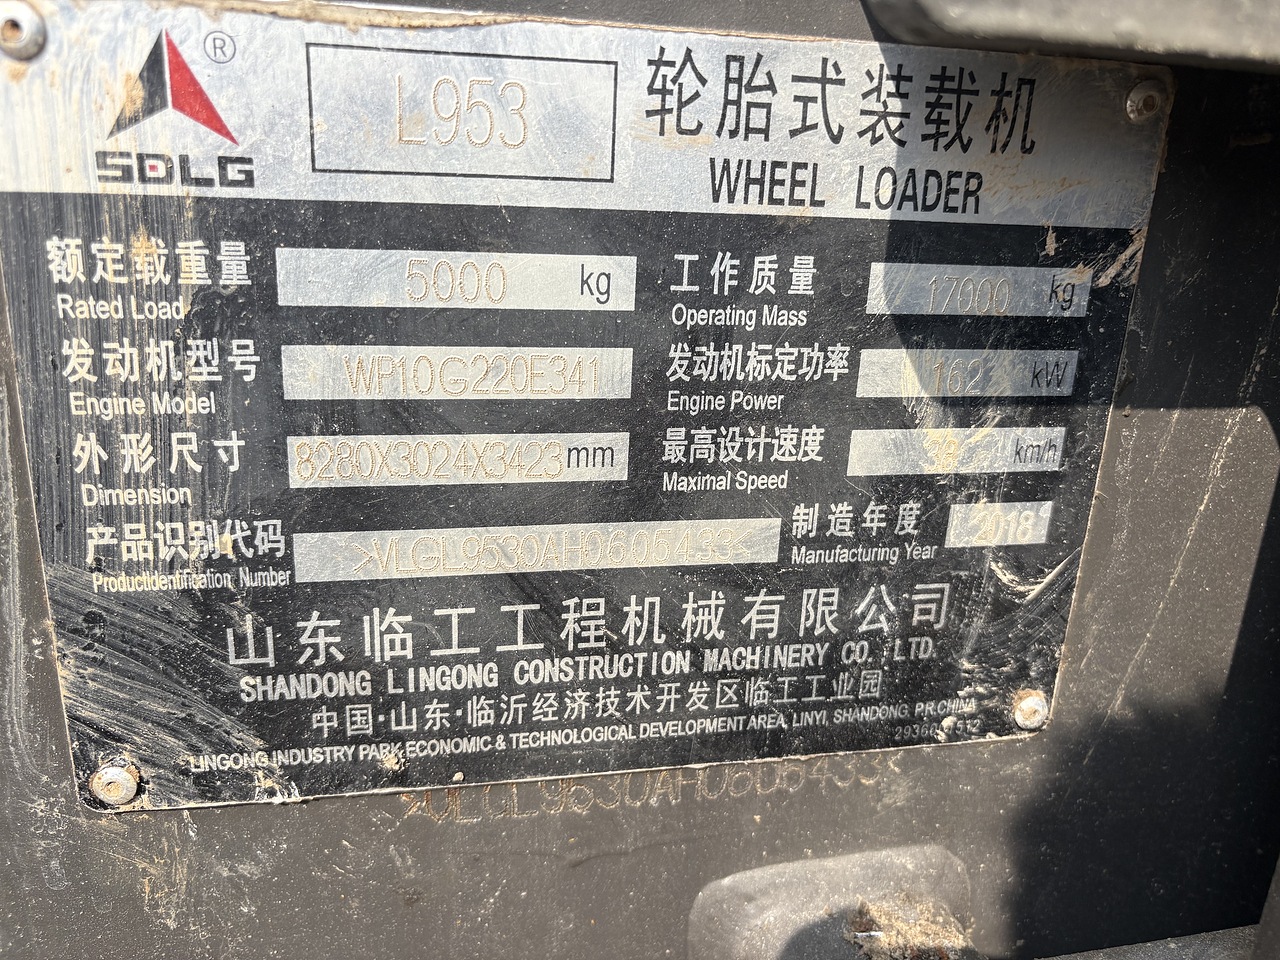 SDLG ®
L953
轮胎式装载机
WHEEL LOADER
额定载重量 5000 kg
Rated Load
工作质量 17000 kg
Operating Mass
发动机型号 WP10G220E341
Engine Model
发动机标定功率 162 kW
Engine Power
外形尺寸 8280X3024X3423 mm
Dimension
最高设计速度 km/h
Maximal Speed
产品识别代码 >VLGL9530AH0605433<
Productidentification Number
制造年度 2018
Manufacturing Year
山东临工工程机械有限公司
SHANDONG LINGONG CONSTRUCTION MACHINERY CO., LTD.
中国·山东·临沂经济技术开发区临工工业园
LINGONG INDUSTRY PARK,ECONOMIC & TECHNOLOGICAL DEVELOPMENT AREA, LINYI, SHANDONG, P.R.CHINA
>VLGL9530AH0605433<